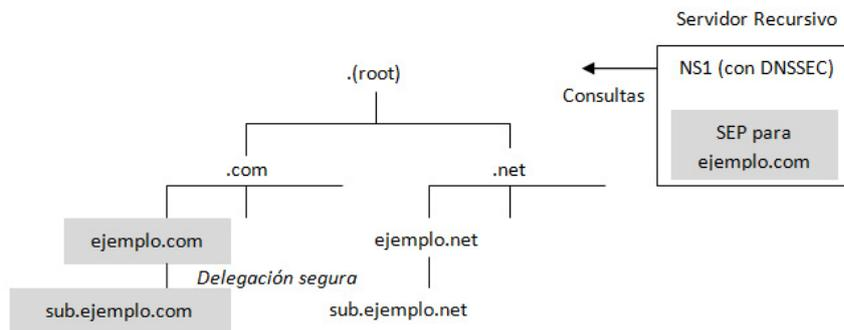 Servidor Recursivo
NS1 (con DNSSEC)
Consultas
SEP para
ejemplo.com
.(root)
.com
.net
ejemplo.com
ejemplo.net
Delegación segura
sub.ejemplo.com
sub.ejemplo.net